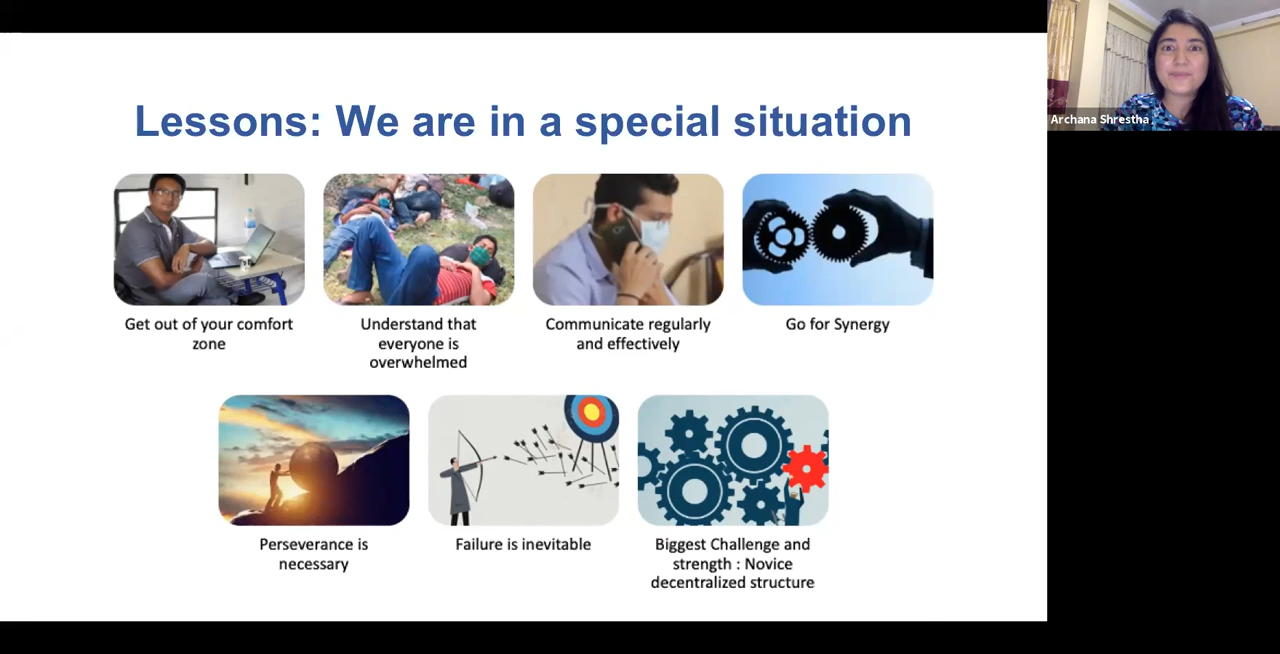 Lessons: We are in a special situation
Archana Shrestha
Get out of your comfort
zone
Understand that
everyone is
overwhelmed
Communicate regularly
and effectively
Go for Synergy
Perseverance is
necessary
Failure is inevitable
Biggest Challenge and
strength : Novice
decentralized structure